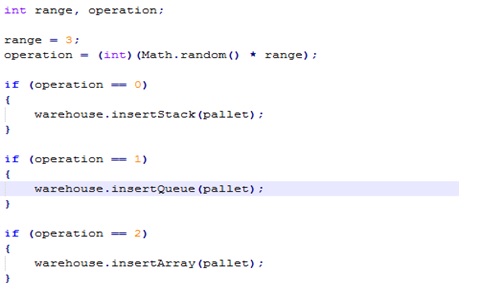 int range, operation;
range = 3;
operation = (int)(Math.random() * range);
if (operation == 0)
{
warehouse.insertStack(pallet);
}
if (operation == 1)
{
warehouse.insertQueue(pallet);
}
if (operation == 2)
{
warehouse.insertArray(pallet);
}